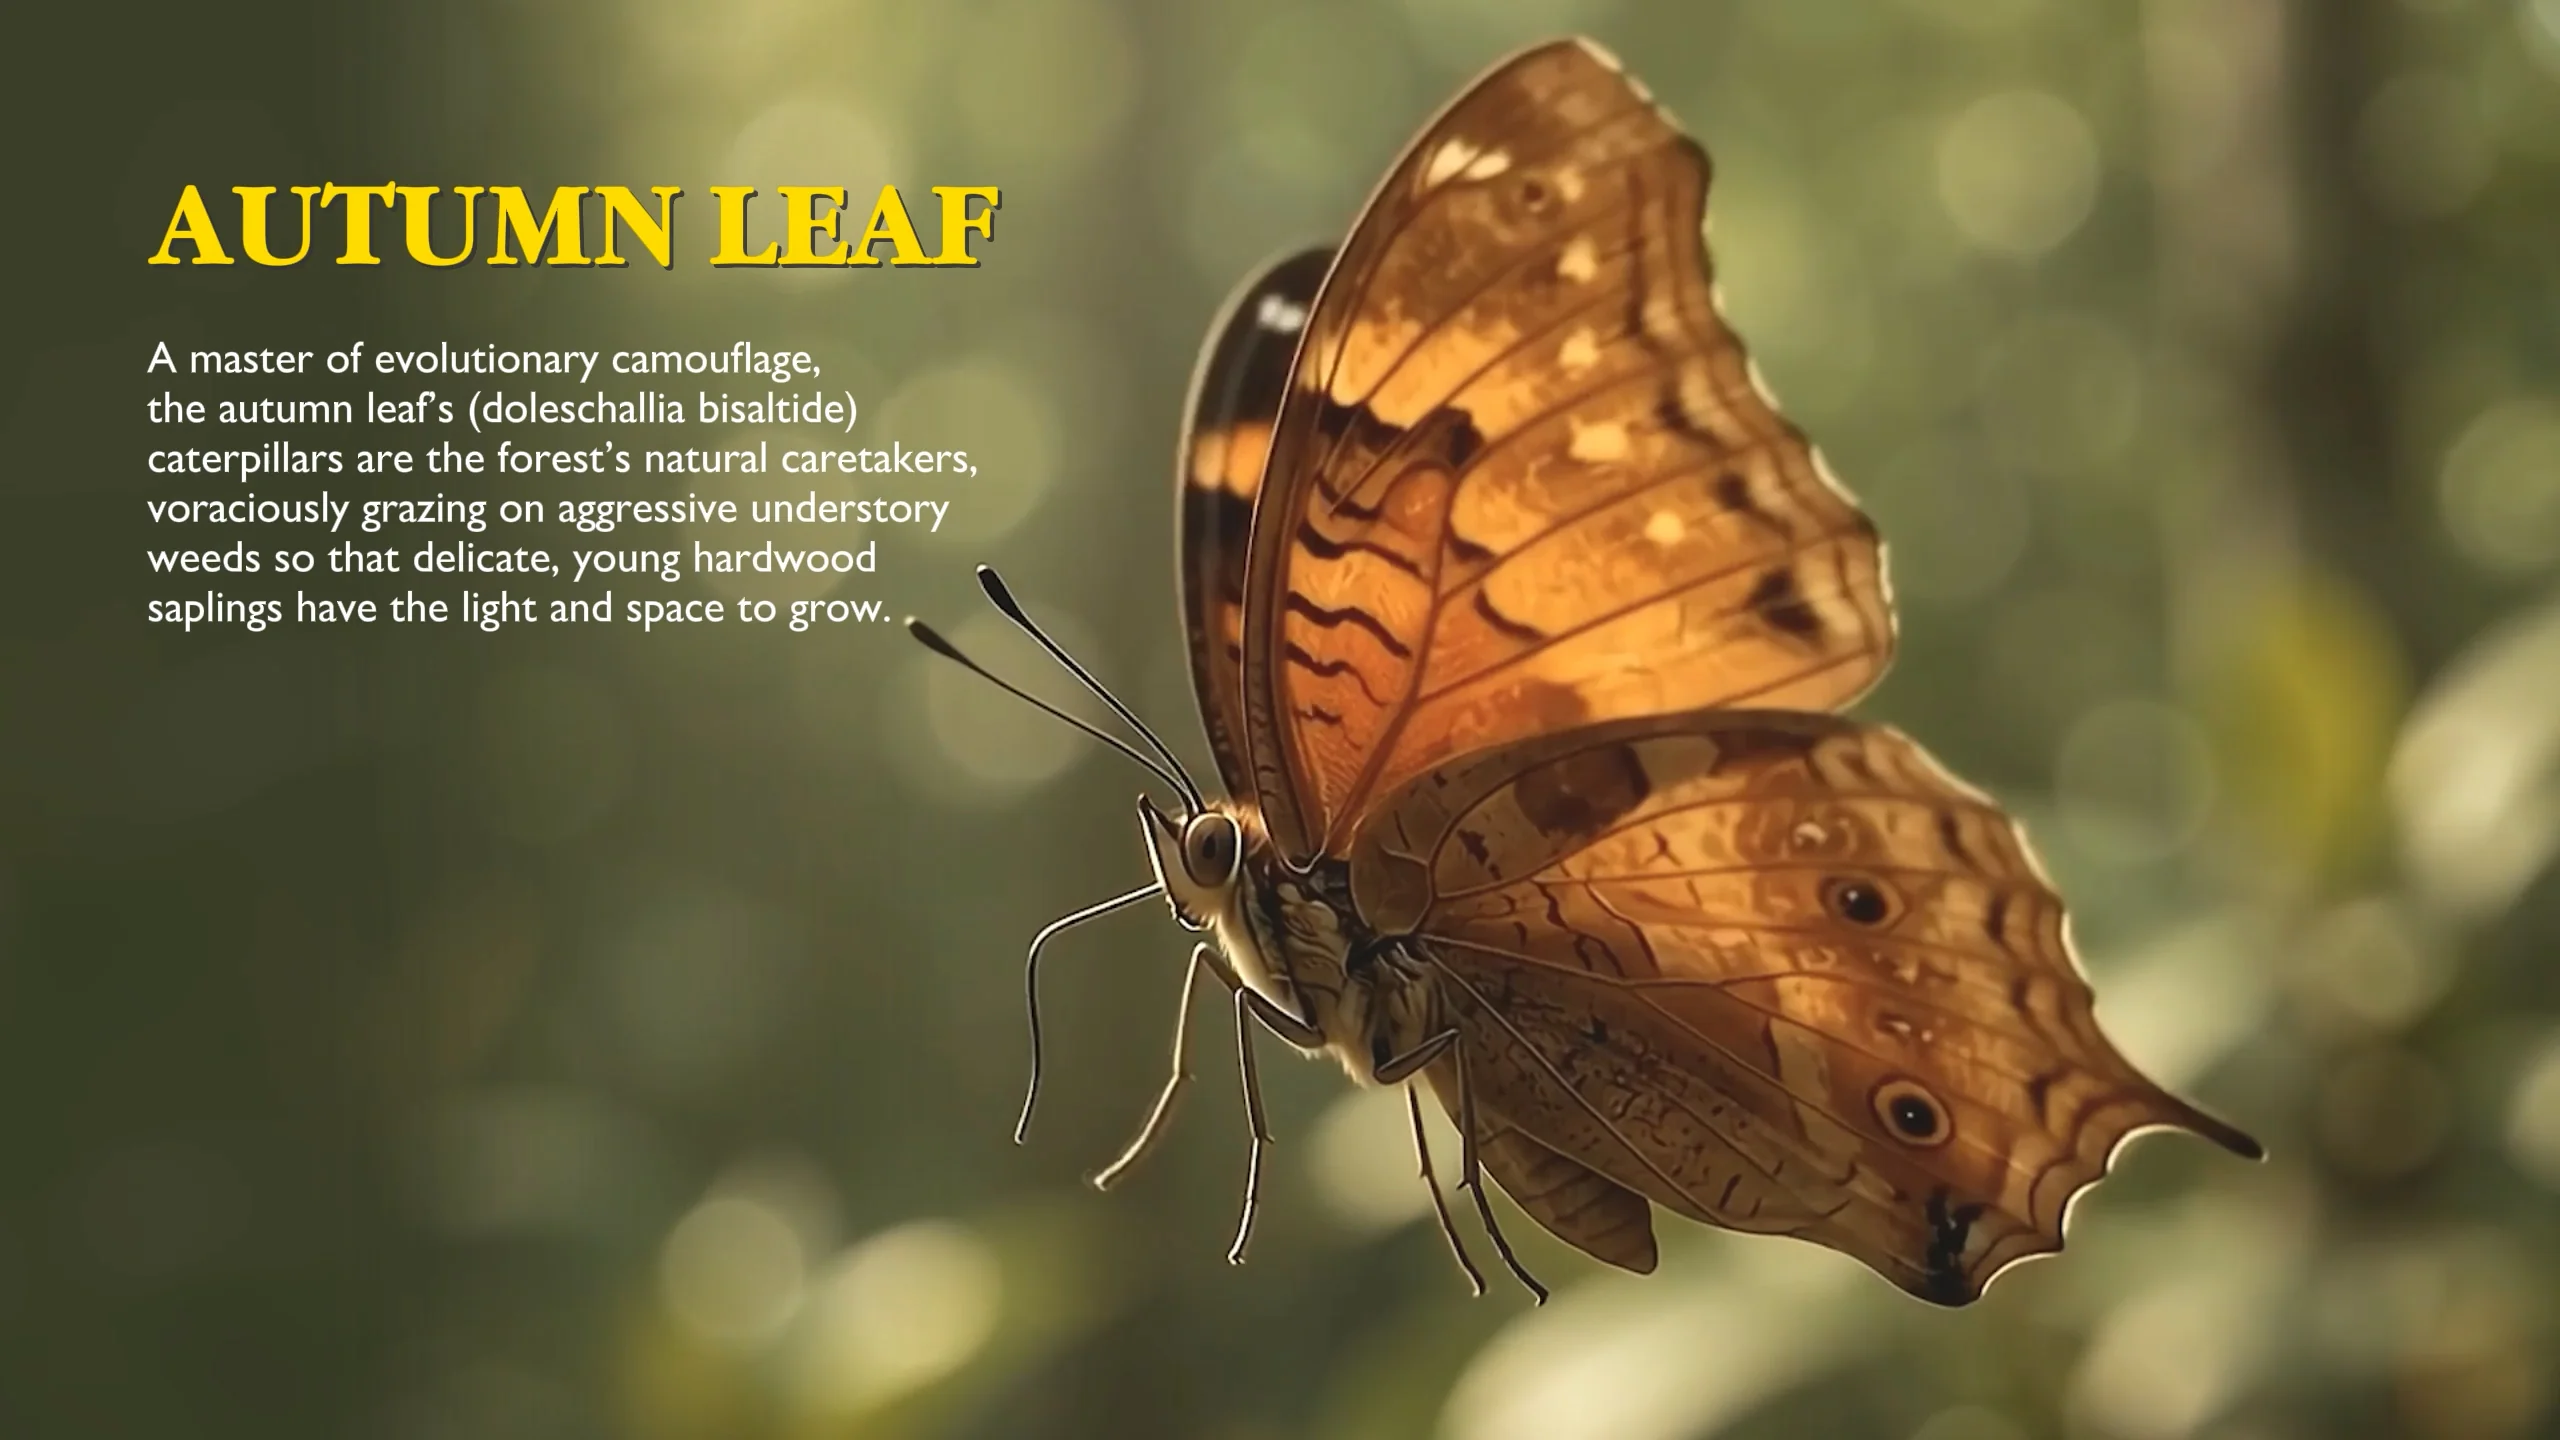 AUTUMN LEAF
A master of evolutionary camouflage,
the autumn leaf’s (doleschallia bisaltide)
caterpillars are the forest’s natural caretakers,
voraciously grazing on aggressive understory
weeds so that delicate, young hardwood
saplings have the light and space to grow.